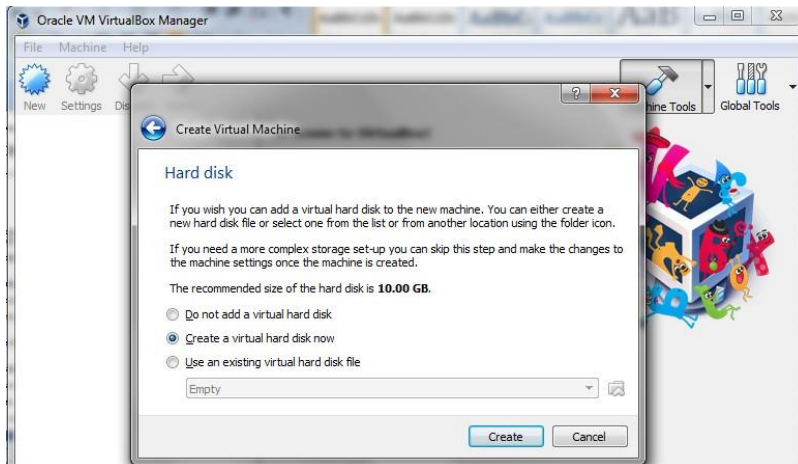 Oracle VM VirtualBox Manager
File Machine Help
New Settings
hine Tools
Global Tools
Create Virtual Machine
Hard disk
If you wish you can add a virtual hard disk to the new machine. You can either create a
new hard disk file or select one from the list or from another location using the folder icon.
If you need a more complex storage set-up you can skip this step and make the changes to
the machine settings once the machine is created.
The recommended size of the hard disk is 10.00 GB.
Do not add a virtual hard disk
Create a virtual hard disk now
Use an existing virtual hard disk file
Empty
Create Cancel